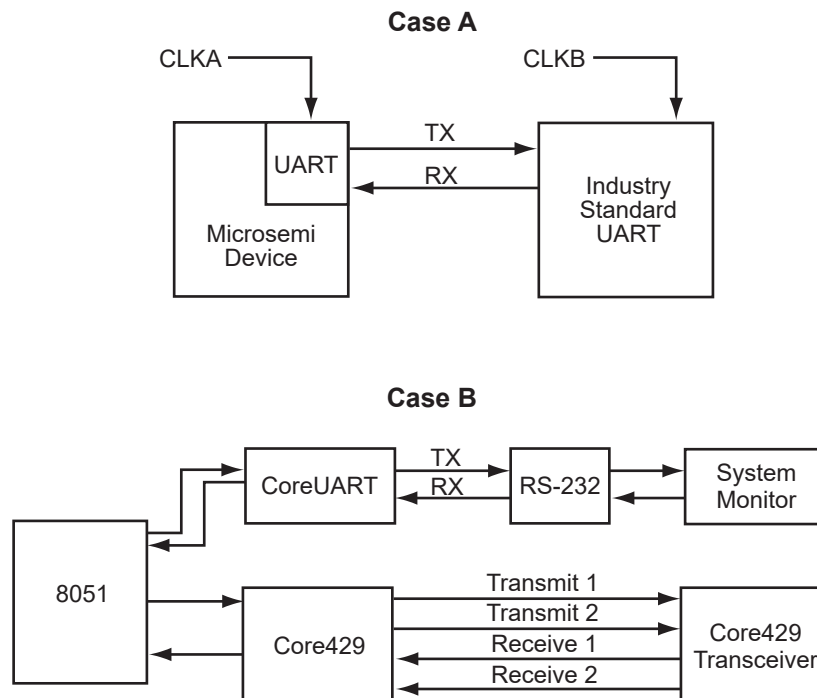 Case A
CLKA
CLKB
UART
TX
RX
Microsemi
Device
Industry
Standard
UART
Case B
CoreUART
TX
RX
RS-232
System
Monitor
8051
Core429
Transmit 1
Transmit 2
Receive 1
Receive 2
Core429
Transceiver